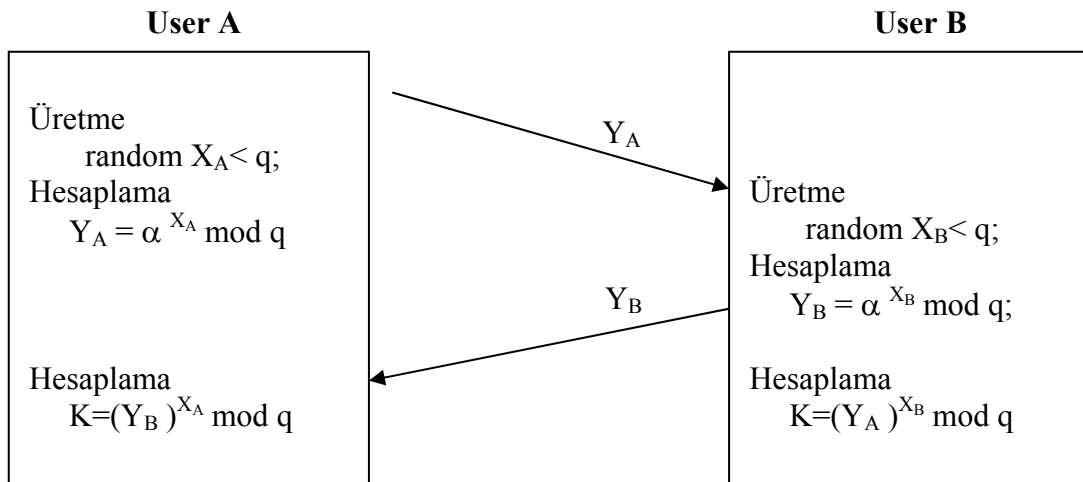 User A
User B
Üretme
random X_A< q;
Hesaplama
Y_A = α ^X_A mod q
Hesaplama
K=(Y_B )^X_A mod q
Y_A
Y_B
Üretme
random X_B< q;
Hesaplama
Y_B = α ^X_B mod q;
Hesaplama
K=(Y_A )^X_B mod q